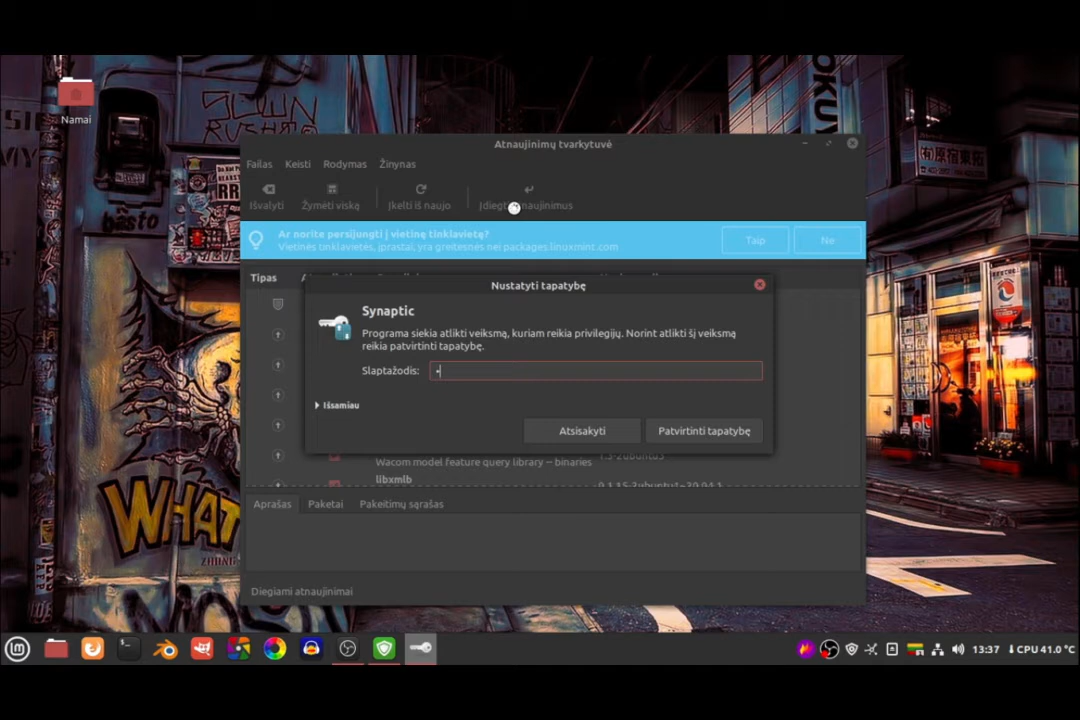 Namai
Atnaujinimų tvarkytuvė
Failas Keisti Rodymas Žinynas
Išvalyti Žymėti viską Įkelti iš naujo Įdiegti naujinimus
Ar norite persijungti į vietinę tinklavietę?
Vietinės tinklavietės, įprastai, yra greitesnės nei packages.linuxmint.com
Taip Ne
Tipas
Nustatyti tapatybę
Synaptic
Programa siekia atlikti veiksmą, kuriam reikia privilegijų. Norint atlikti šį veiksmą
reikia patvirtinti tapatybę.
Slaptažodis:
Išsamiau
Atsisakyti Patvirtinti tapatybę
Wacom model feature query library – binaries
libxmlb
Aprašas Paketai Pakeitimų sąrašas
Diegiami atnaujinimai
WHAT
basto
13:37 CPU 41.0 °C